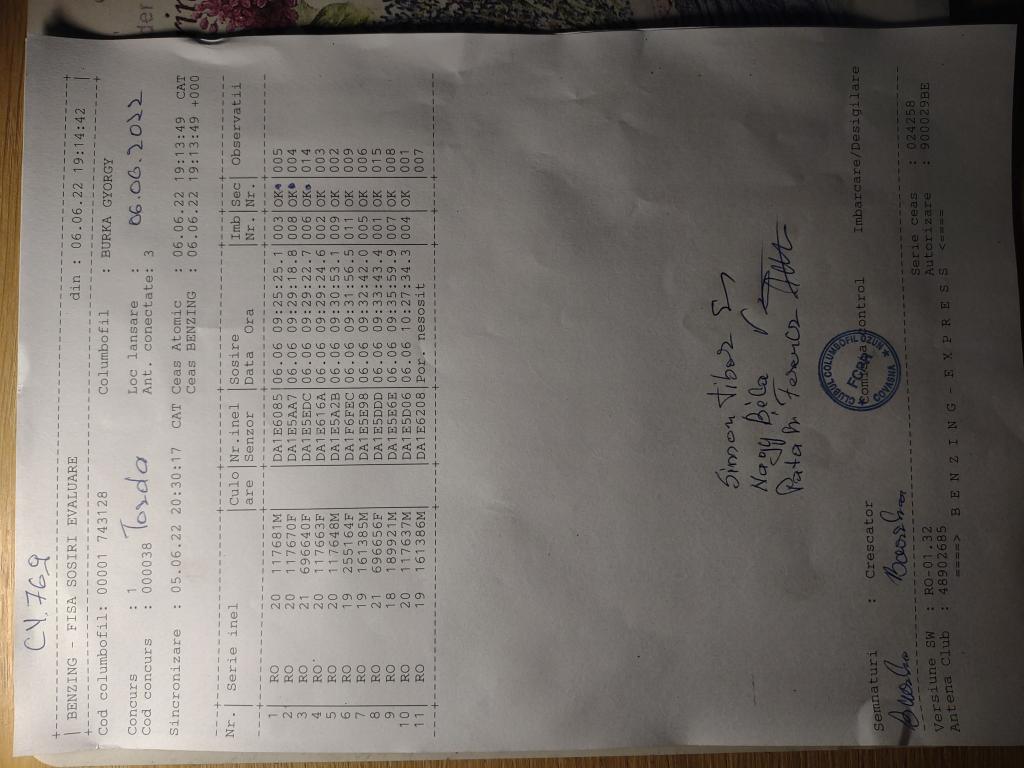 CV. 769
BENZING - FISA SOSIRI EVALUARE din : 06.06.22 19:14:42
Cod columbofil: 00001 743128 Columbofil : BURKA GYORGY
Concurs : 1 Loc lansare :
Cod concurs : 000038 Torda Ant. conectate: 3 06.06.2022
Sincronizare : 05.06.22 20:30:17 CAT Ceas Atomic : 06.06.22 19:13:49 CAT
Ceas BENZING : 06.06.22 19:13:49 +000
Nr. | Serie inel |Culo|Nr.inel |Sosire |Imb|Sec| Observatii
|are |Senzor |Data Ora |Nr.|Nr.|
1 | RO 20 117681M | |DA1E6085|06.06 09:25:25.1|003|OK | 005
2 | RO 20 117670F | |DA1E5AA7|06.06 09:29:18.8|008|OK | 004
3 | RO 21 696640F | |DA1E5EDC|06.06 09:29:22.7|006|OK | 014
4 | RO 20 117663F | |DA1E616A|06.06 09:29:24.6|002|OK | 003
5 | RO 20 117648M | |DA1E5A2B|06.06 09:30:53.1|009|OK | 002
6 | RO 19 255164F | |DA1F6FEC|06.06 09:31:56.5|011|OK | 009
7 | RO 19 161385M | |DA1E5E98|06.06 09:32:42.0|005|OK | 006
8 | RO 21 696656F | |DA1E5DDD|06.06 09:33:43.4|001|OK | 015
9 | RO 18 189921M | |DA1E5E6E|06.06 09:35:59.9|007|OK | 008
10 | RO 20 117637M | |DA1E5D06|06.06 10:27:34.3|004|OK | 001
11 | RO 19 161386M | |DA1E6208|Por. nesosit | | | 007
Simon Tibor
Nagy Béla
Pataki Ferencz
CLUBUL COLUMBOFIL OZUN
FCPR
COVASNA
Semnaturi : Crescator Comisia control Imbarcare/Desigilare
Versiune SW : RO-01.32 Serie ceas : 024258
Antena Club : 48902685 Autorizare : 900029BE
====> B E N Z I N G - E X P R E S S <====